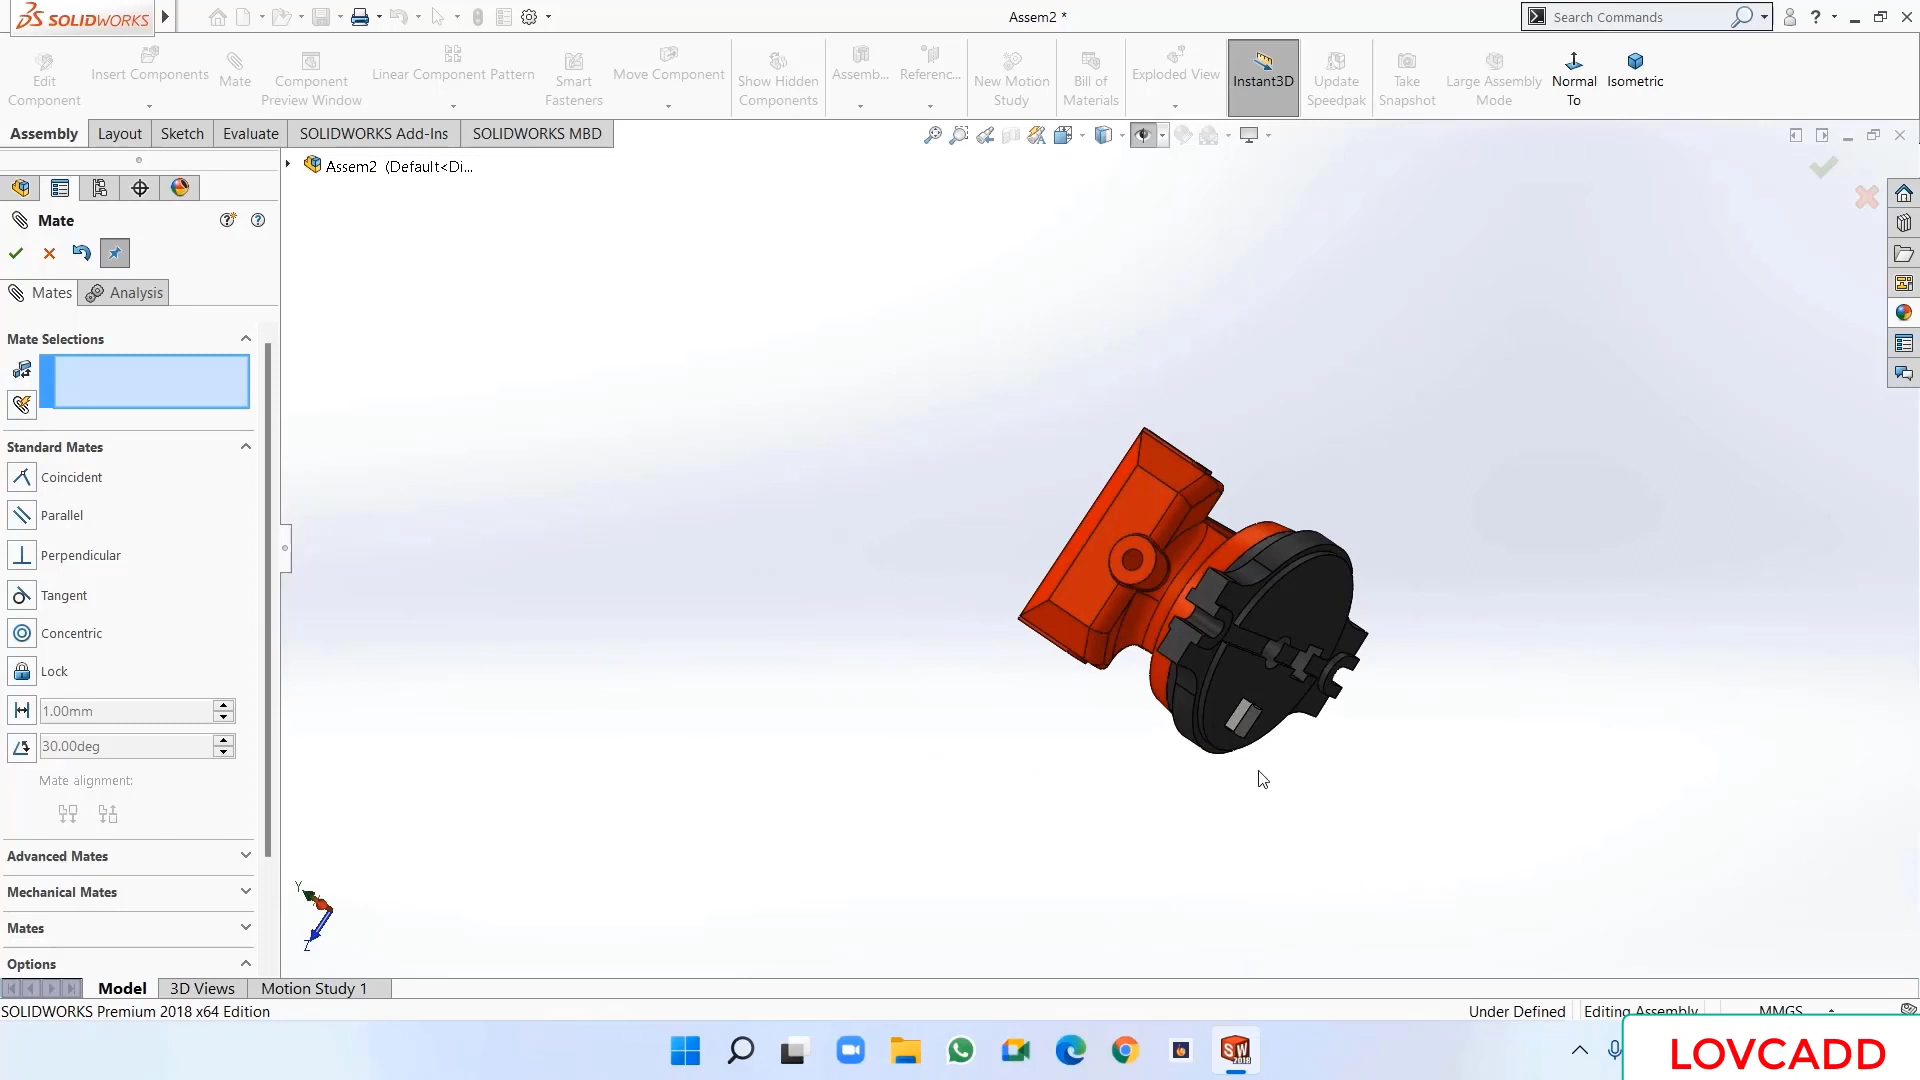 SOLIDWORKS
Assem2 *
Search Commands
?
Edit
Component
Insert Components
Mate
Component
Preview Window
Linear Component Pattern
Smart
Fasteners
Move Component
Show Hidden
Components
Assemb...
Referenc...
New Motion
Study
Bill of
Materials
Exploded View
Instant3D
Update
Speedpak
Take
Snapshot
Large Assembly
Mode
Normal
To
Isometric
Assembly
Layout
Sketch
Evaluate
SOLIDWORKS Add-Ins
SOLIDWORKS MBD
Assem2 (Default<Di...
Mate
Mates
Analysis
Mate Selections
Standard Mates
Coincident
Parallel
Perpendicular
Tangent
Concentric
Lock
1.00mm
30.00deg
Mate alignment:
Advanced Mates
Mechanical Mates
Mates
Options
Y
Z
Model
3D Views
Motion Study 1
SOLIDWORKS Premium 2018 x64 Edition
Under Defined
Editing Assembly
MMGS
SW
2018
LOVCADD